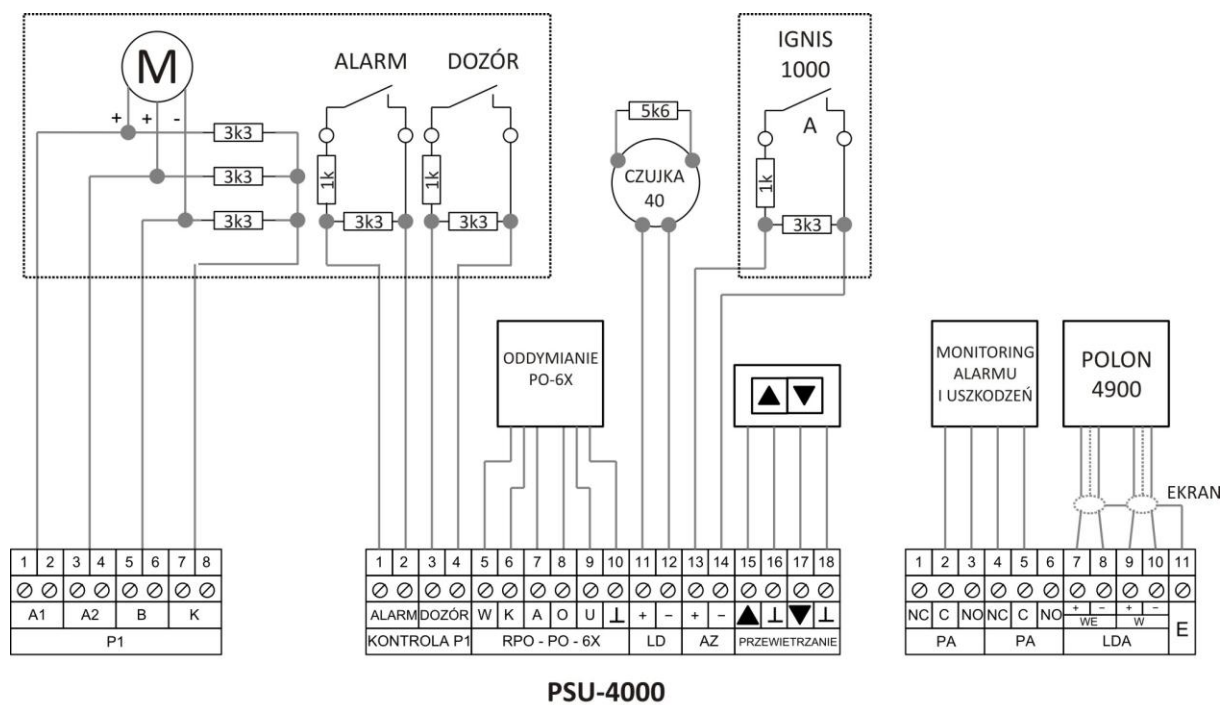 IGNIS
1000
A
1k
3k3
M
+ + -
3k3
3k3
3k3
ALARM DOZÓR
1k
3k3
1k
3k3
5k6
CZUJKA
40
ODDYMIANIE
PO-6X
▲ ▼
MONITORING
ALARMU
I USZKODZEŃ
POLON
4900
EKRAN
1 2 3 4 5 6 7 8
A1 A2 B K
P1
1 2 3 4 5 6 7 8 9 10 11 12 13 14 15 16 17 18
ALARM DOZÓR W K A O U ⊥ + − + − ▲ ⊥ ▼ ⊥
KONTROLA P1 RPO - PO - 6X LD AZ PRZEWIETRZANIE
1 2 3 4 5 6 7 8 9 10 11
NC C NO NC C NO + − + − E
WE W
PA PA LDA
PSU-4000